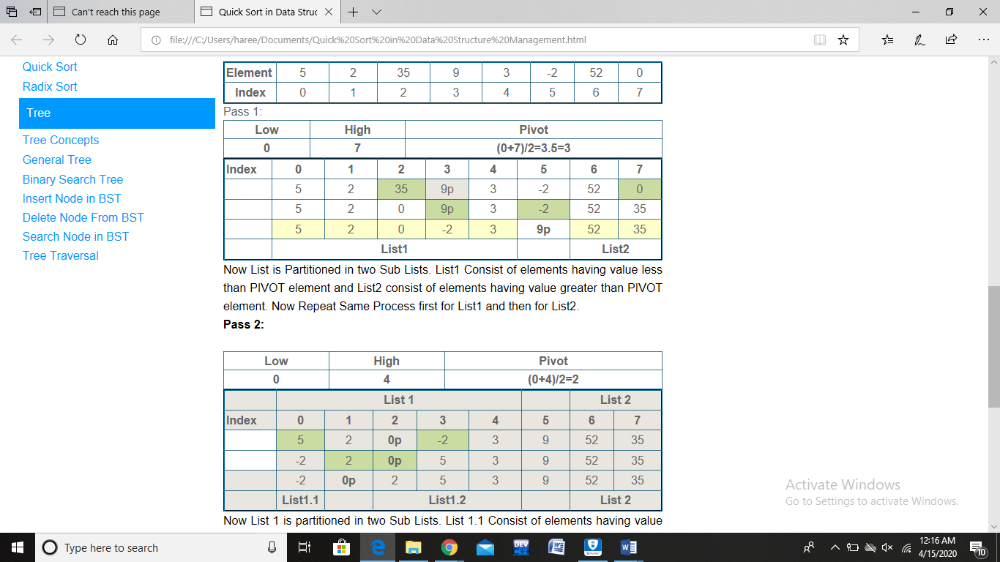 Can't reach this page
Quick Sort in Data Struc
file:///C:/Users/haree/Documents/Quick%20Sort%20in%20Data%20Structure%20Management.html
Quick Sort
Radix Sort
Tree
Tree Concepts
General Tree
Binary Search Tree
Insert Node in BST
Delete Node From BST
Search Node in BST
Tree Traversal
Element 5 2 35 9 3 -2 52 0
Index 0 1 2 3 4 5 6 7
Pass 1:
Low High Pivot
0 7 (0+7)/2=3.5=3
Index 0 1 2 3 4 5 6 7
5 2 35 9p 3 -2 52 0
5 2 0 9p 3 -2 52 35
5 2 0 -2 3 9p 52 35
List1 List2
Now List is Partitioned in two Sub Lists. List1 Consist of elements having value less
than PIVOT element and List2 consist of elements having value greater than PIVOT
element. Now Repeat Same Process first for List1 and then for List2.
Pass 2:
Low High Pivot
0 4 (0+4)/2=2
List 1 List 2
Index 0 1 2 3 4 5 6 7
5 2 0p -2 3 9 52 35
-2 2 0p 5 3 9 52 35
-2 0p 2 5 3 9 52 35
List1.1 List1.2 List 2
Now List 1 is partitioned in two Sub Lists. List 1.1 Consist of elements having value
Activate Windows
Go to Settings to activate Windows.
Type here to search
DEV
12:16 AM
4/15/2020
10